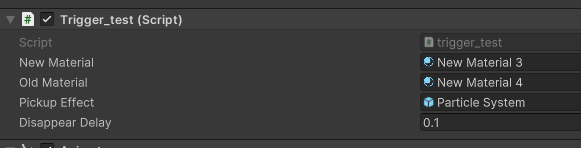 # Trigger_test (Script)
Script # trigger_test
New Material New Material 3
Old Material New Material 4
Pickup Effect Particle System
Disappear Delay 0.1